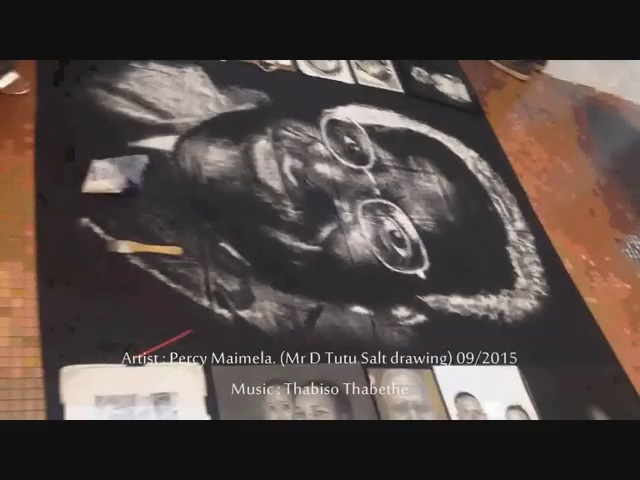 Artist : Percy Maimela. (Mr D Tutu Salt drawing) 09/2015
Music : Thabiso Thabethe